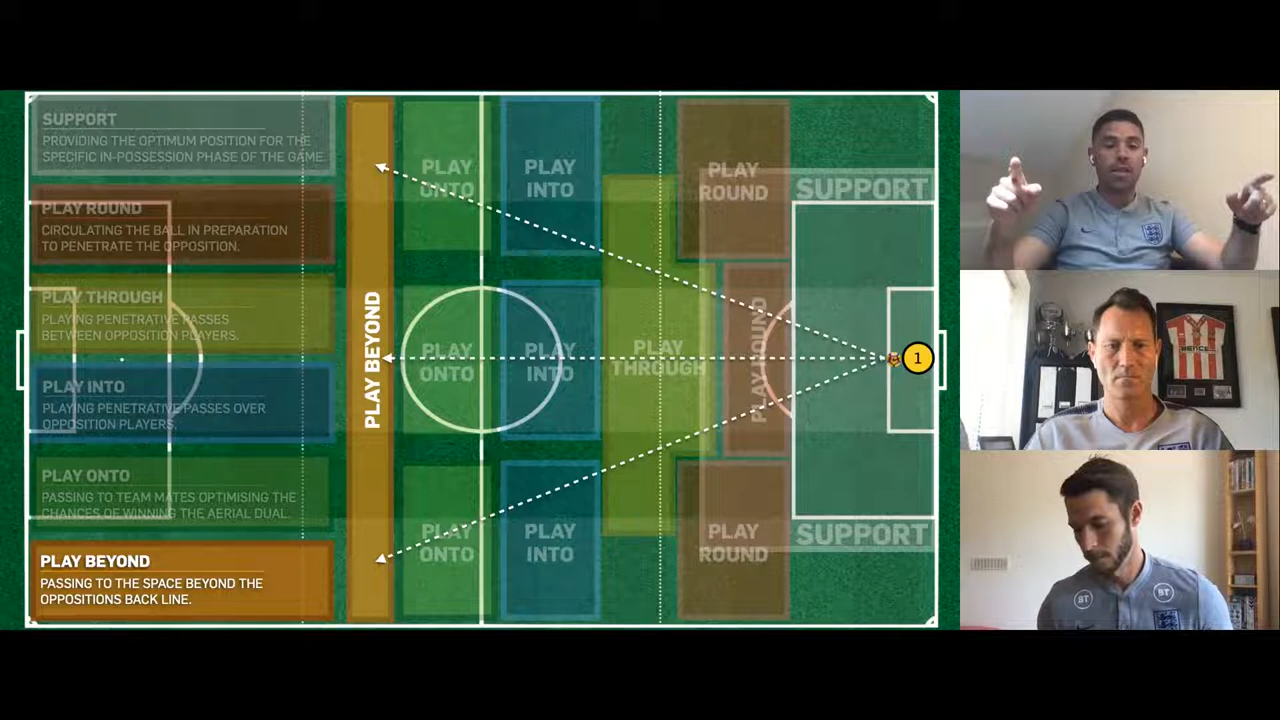 SUPPORT
PROVIDING THE OPTIMUM POSITION FOR THE
SPECIFIC IN-POSSESSION PHASE OF THE GAME.
PLAY ROUND
CIRCULATING THE BALL IN PREPARATION
TO PENETRATE THE OPPOSITION.
PLAY THROUGH
PLAYING PENETRATIVE PASSES
BETWEEN OPPOSITION PLAYERS.
PLAY INTO
PLAYING PENETRATIVE PASSES OVER
OPPOSITION PLAYERS.
PLAY ONTO
PASSING TO TEAM MATES OPTIMISING THE
CHANCES OF WINNING THE AERIAL DUAL.
PLAY BEYOND
PASSING TO THE SPACE BEYOND THE
OPPOSITIONS BACK LINE.
PLAY BEYOND
PLAY
ONTO
PLAY
ONTO
PLAY
ONTO
PLAY
INTO
PLAY
INTO
PLAY
INTO
PLAY
THROUGH
PLAY
ROUND
PLAY ROUND
PLAY
ROUND
SUPPORT
SUPPORT
1
BT
BT